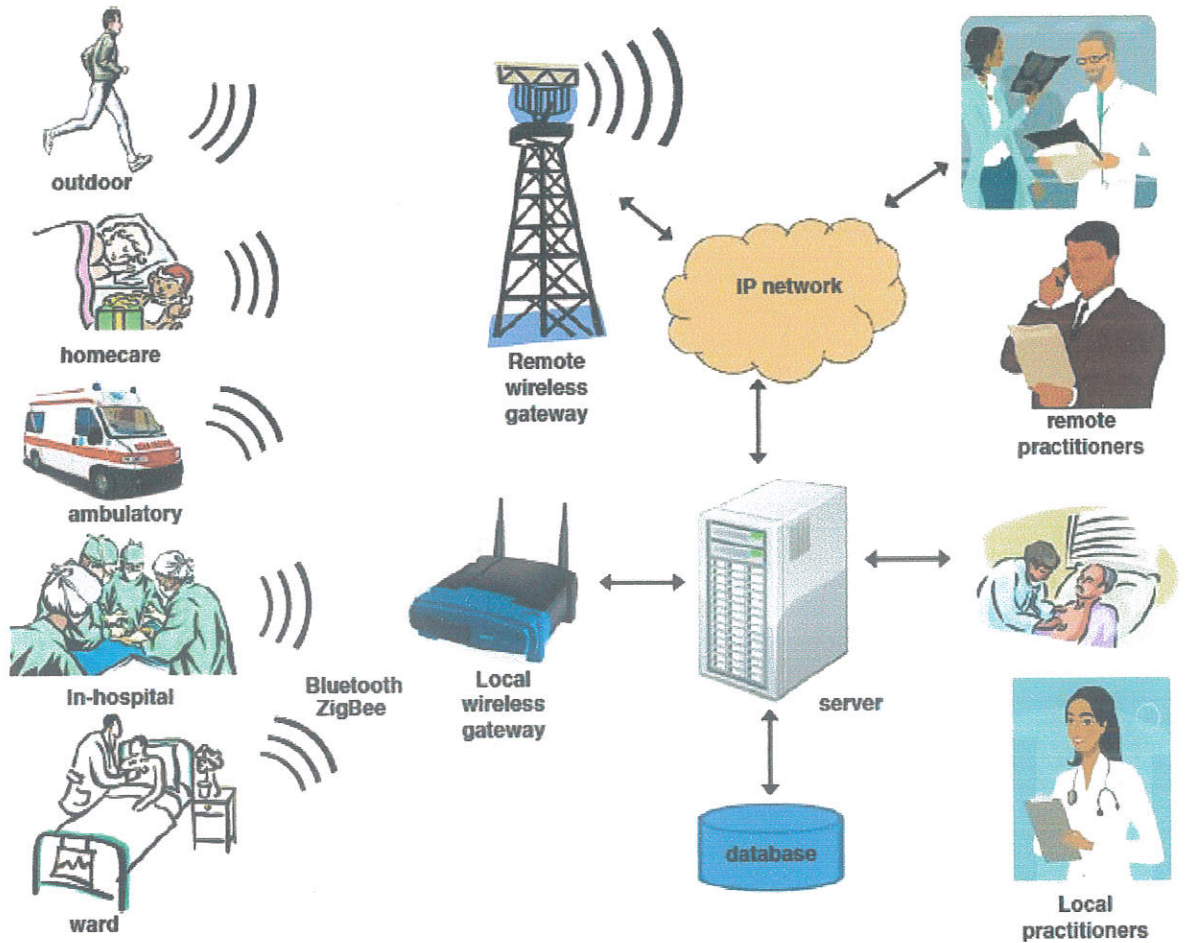 outdoor
homecare
ambulatory
In-hospital
ward
Bluetooth
ZigBee
Remote
wireless
gateway
Local
wireless
gateway
IP network
server
database
remote
practitioners
Local
practitioners